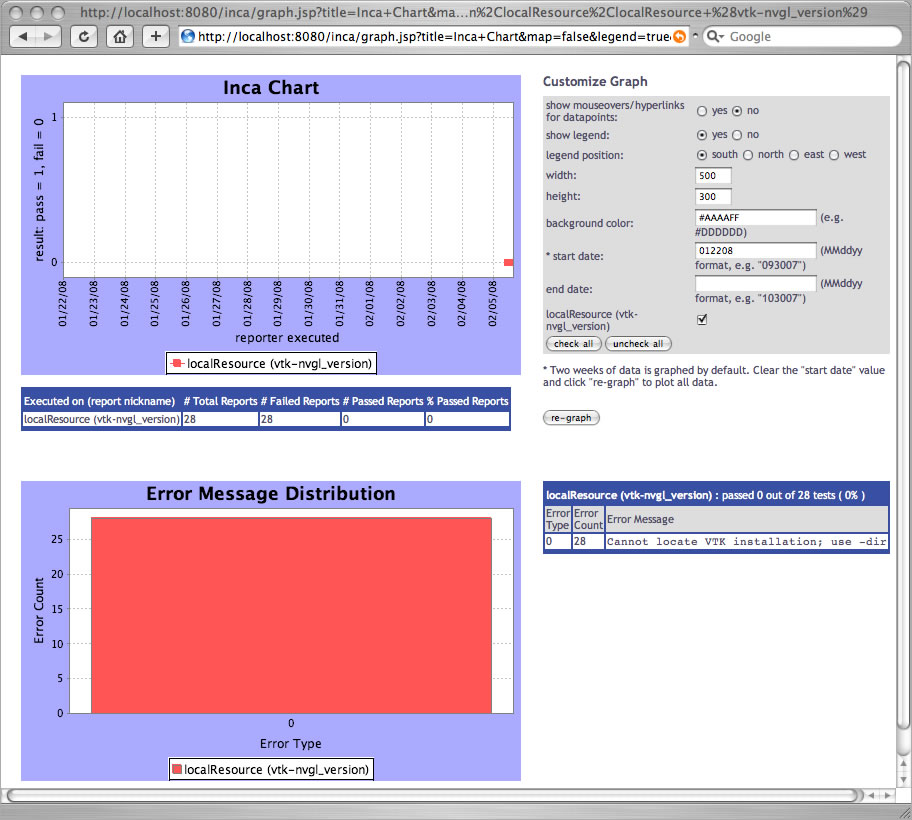 http://localhost:8080/inca/graph.jsp?title=Inca+Chart&ma...n%2ClocalResource%2ClocalResource+%28vtk-nvgl_version%29
http://localhost:8080/inca/graph.jsp?title=Inca+Chart&map=false&legend=true
Google
Inca Chart
result: pass = 1, fail = 0
1
0
01/22/08
01/23/08
01/24/08
01/25/08
01/26/08
01/27/08
01/28/08
01/29/08
01/30/08
01/31/08
02/01/08
02/02/08
02/03/08
02/04/08
02/05/08
reporter executed
localResource (vtk-nvgl_version)
Executed on (report nickname) # Total Reports # Failed Reports # Passed Reports % Passed Reports
localResource (vtk-nvgl_version) 28 28 0 0
Customize Graph
show mouseovers/hyperlinks
for datapoints: yes no
show legend: yes no
legend position: south north east west
width: 500
height: 300
background color: #AAAAFF (e.g.
#DDDDDD)
* start date: 012208 (MMddyy
format, e.g. "093007")
end date: (MMddyy
format, e.g. "103007")
localResource (vtk-
nvgl_version)
check all uncheck all
* Two weeks of data is graphed by default. Clear the "start date" value
and click "re-graph" to plot all data.
re-graph
Error Message Distribution
Error Count
25
20
15
10
5
0
0
Error Type
localResource (vtk-nvgl_version)
localResource (vtk-nvgl_version) : passed 0 out of 28 tests ( 0% )
Error Type Error Count Error Message
0 28 Cannot locate VTK installation; use -dir